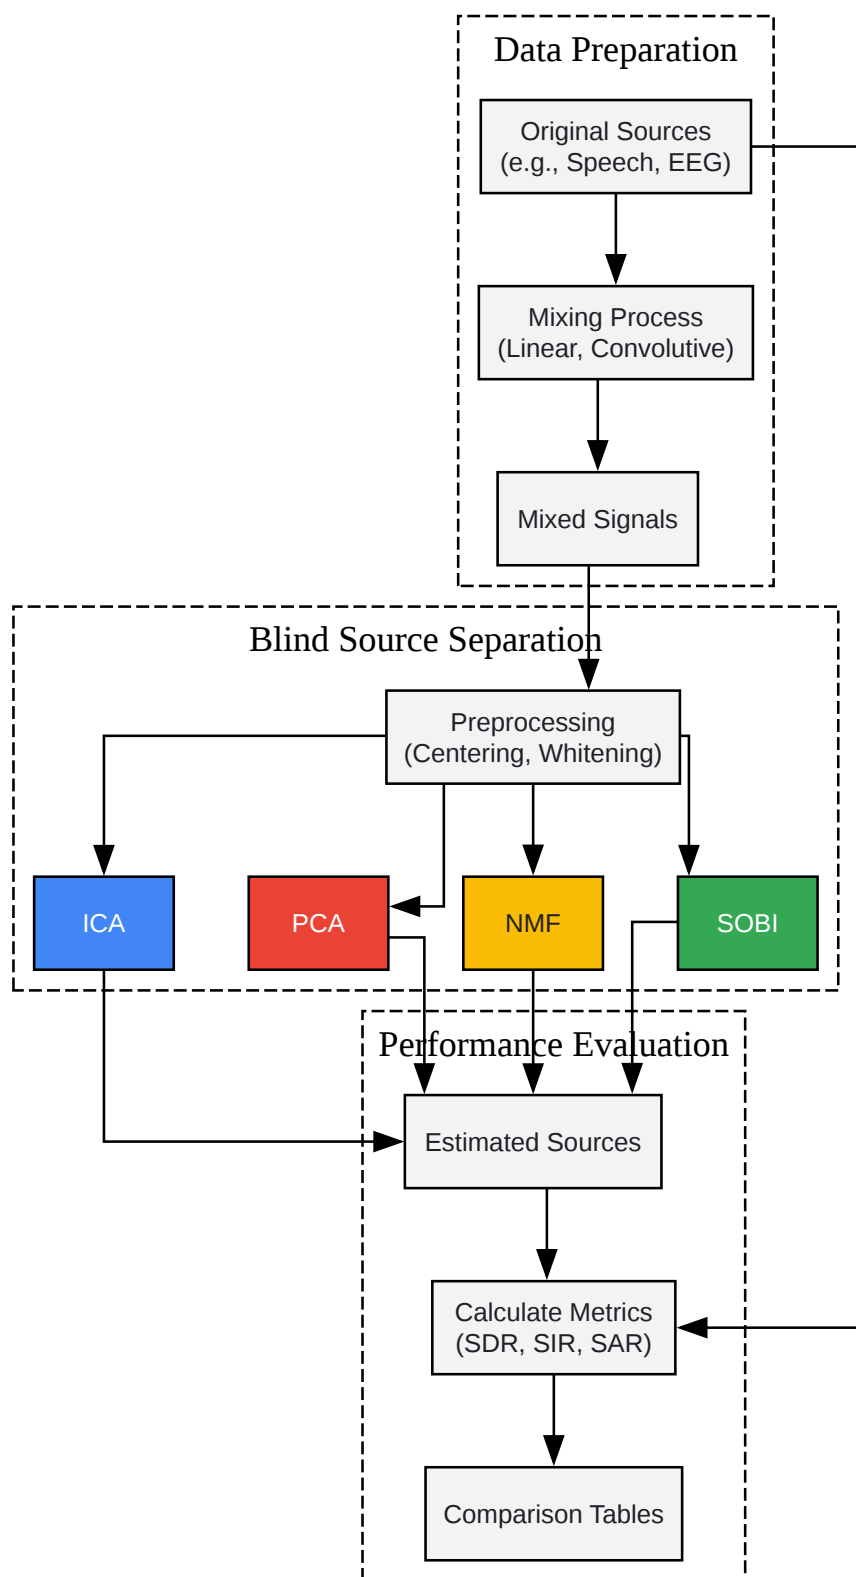 Data Preparation
Original Sources
(e.g., Speech, EEG)
Mixing Process
(Linear, Convolutive)
Mixed Signals
Blind Source Separation
Preprocessing
(Centering, Whitening)
ICA
PCA
NMF
SOBI
Performance Evaluation
Estimated Sources
Calculate Metrics
(SDR, SIR, SAR)
Comparison Tables